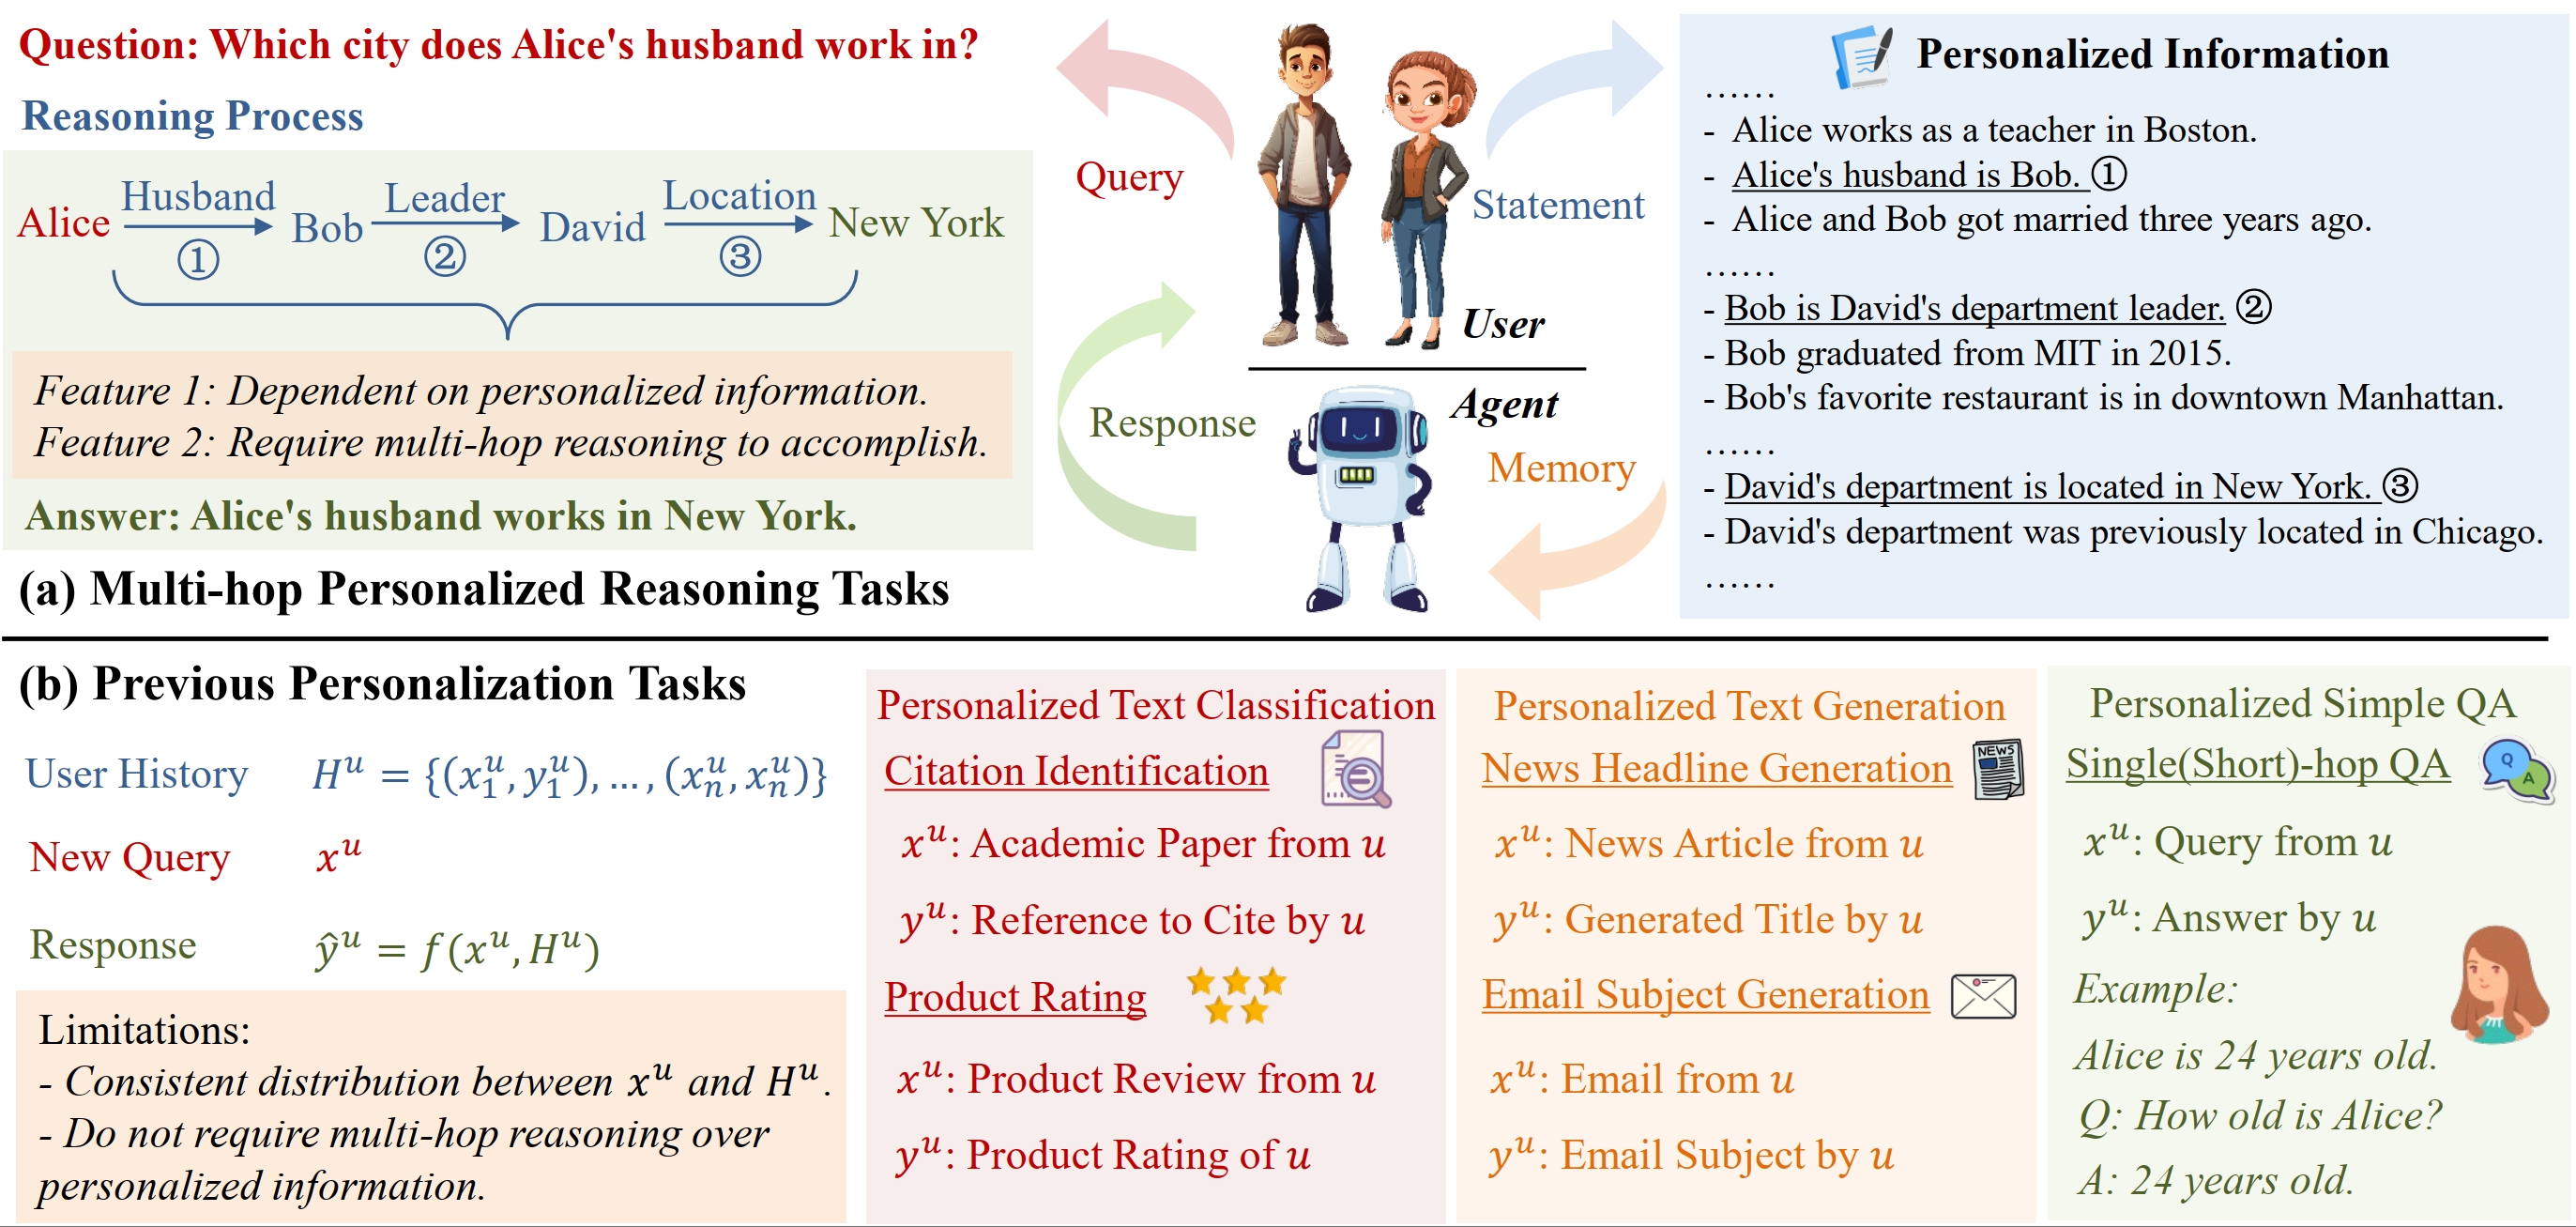 Question: Which city does Alice's husband work in?
Reasoning Process
Alice
Husband
①
Bob
Leader
②
David
Location
③
New York
Feature 1: Dependent on personalized information.
Feature 2: Require multi-hop reasoning to accomplish.
Answer: Alice's husband works in New York.
(a) Multi-hop Personalized Reasoning Tasks
Query
Statement
User
Agent
Response
Memory
Personalized Information
......
- Alice works as a teacher in Boston.
- Alice's husband is Bob. ①
- Alice and Bob got married three years ago.
......
- Bob is David's department leader. ②
- Bob graduated from MIT in 2015.
- Bob's favorite restaurant is in downtown Manhattan.
......
- David's department is located in New York. ③
- David's department was previously located in Chicago.
......
(b) Previous Personalization Tasks
User History H^u = {(x_1^u, y_1^u), ..., (x_n^u, x_n^u)}
New Query x^u
Response ŷ^u = f(x^u, H^u)
Limitations:
- Consistent distribution between x^u and H^u.
- Do not require multi-hop reasoning over
personalized information.
Personalized Text Classification
Citation Identification
x^u: Academic Paper from u
y^u: Reference to Cite by u
Product Rating
x^u: Product Review from u
y^u: Product Rating of u
Personalized Text Generation
News Headline Generation
NEWS
x^u: News Article from u
y^u: Generated Title by u
Email Subject Generation
x^u: Email from u
y^u: Email Subject by u
Personalized Simple QA
Single(Short)-hop QA
Q
A
x^u: Query from u
y^u: Answer by u
Example:
Alice is 24 years old.
Q: How old is Alice?
A: 24 years old.